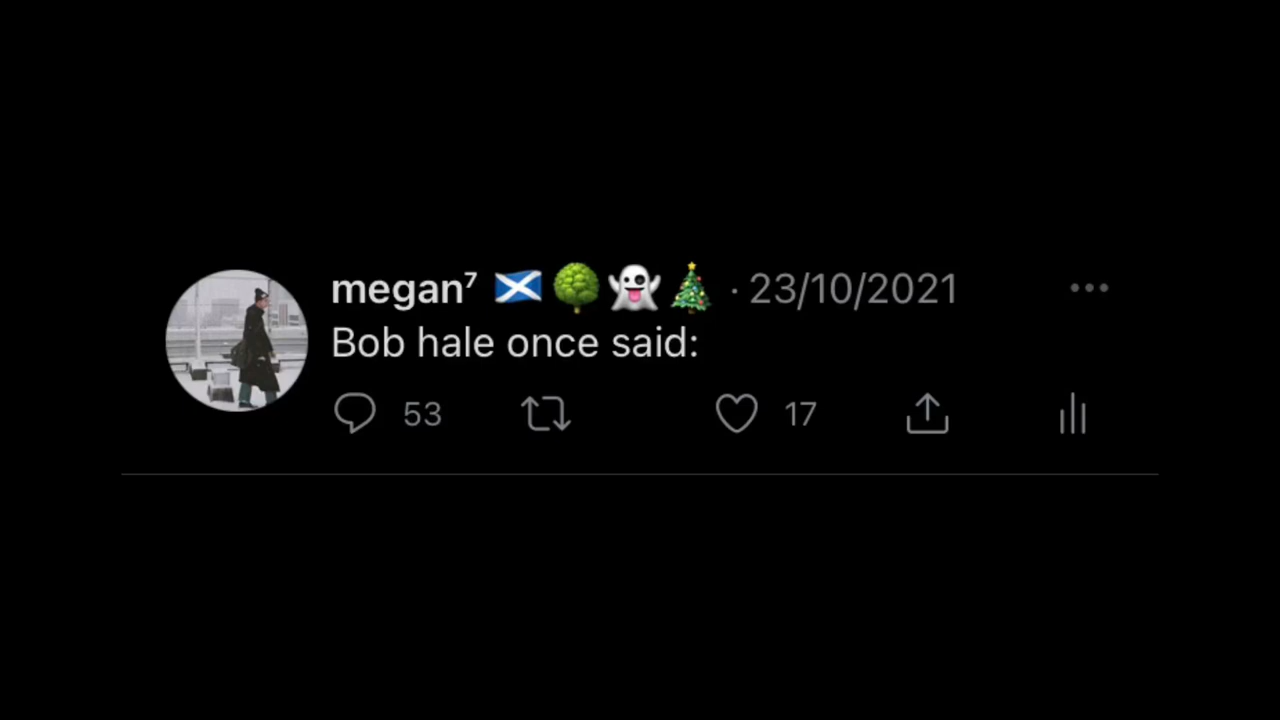 megan⁷ 🏴󠁧󠁢󠁳󠁣󠁴󠁿🌳👻🎄 · 23/10/2021
Bob hale once said:
53 17